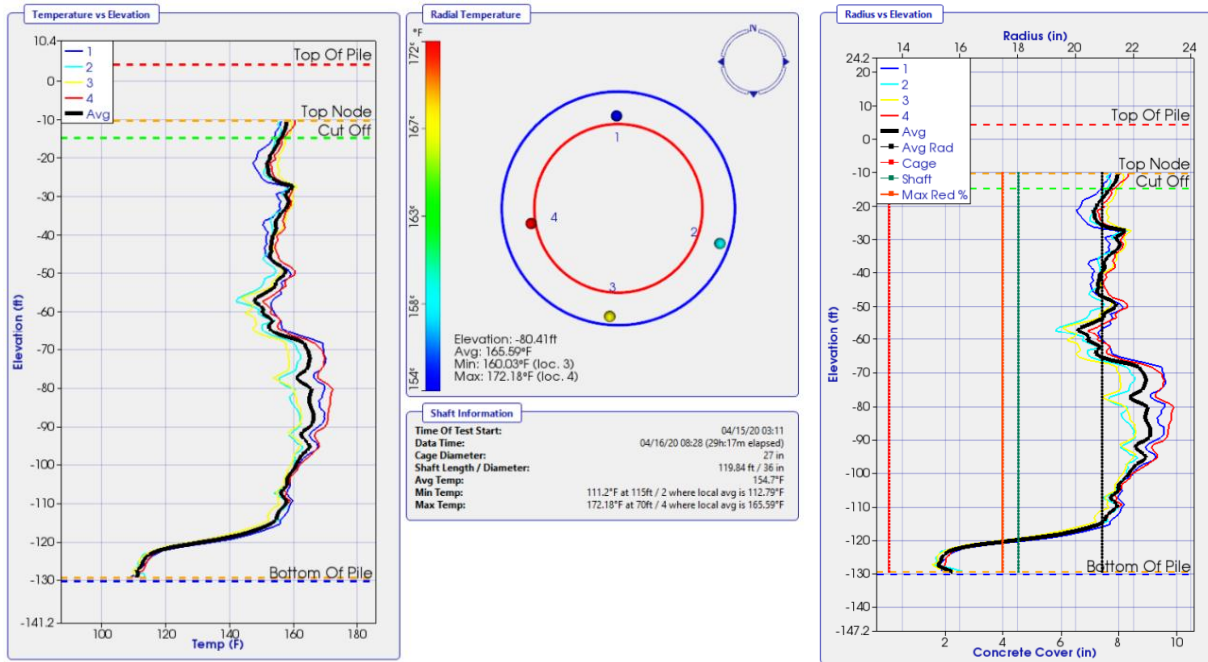 Temperature vs Elevation
10.4
0
-10
-20
-30
-40
-50
-60
-70
-80
-90
-100
-110
-120
-130
-141.2
Elevation (ft)
1
2
3
4
Avg
Top Of Pile
Top Node
Cut Off
Bottom Of Pile
100 120 140 160 180
Temp (F)
Radial Temperature
°F
172°
167°
163°
158°
154°
N
1
2
3
4
Elevation: -80.41ft
Avg: 165.59°F
Min: 160.03°F (loc. 3)
Max: 172.18°F (loc. 4)
Shaft Information
Time Of Test Start: 04/15/20 03:11
Data Time: 04/16/20 08:28 (29h:17m elapsed)
Cage Diameter: 27 in
Shaft Length / Diameter: 119.84 ft / 36 in
Avg Temp: 154.7°F
Min Temp: 111.2°F at 115ft / 2 where local avg is 112.79°F
Max Temp: 172.18°F at 70ft / 4 where local avg is 165.59°F
Radius vs Elevation
Radius (in)
14 16 18 20 22 24
24.2
20
10
0
-10
-20
-30
-40
-50
-60
-70
-80
-90
-100
-110
-120
-130
-140
-147.2
Elevation (ft)
1
2
3
4
Avg
Avg Rad
Cage
Shaft
Max Red %
Top Of Pile
Top Node
Cut Off
Bottom Of Pile
2 4 6 8 10
Concrete Cover (in)